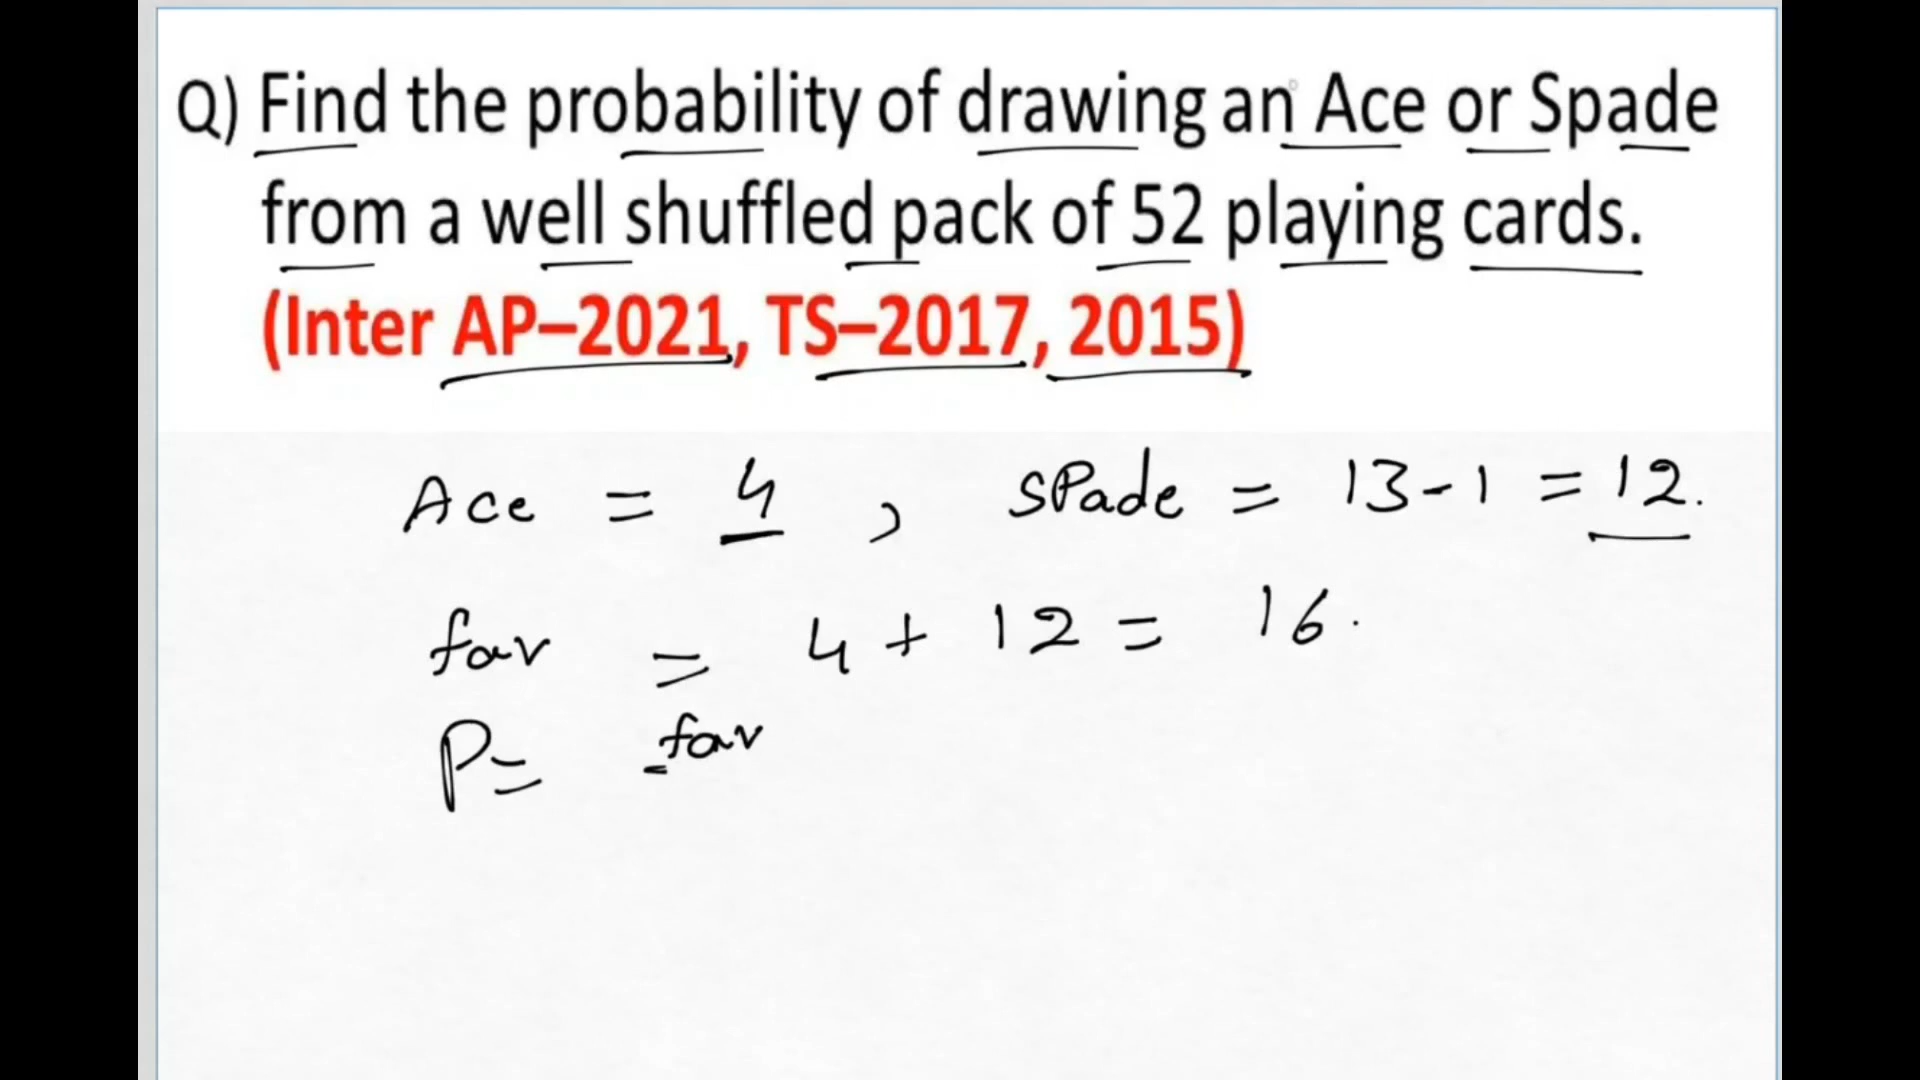 Q) Find the probability of drawing an Ace or Spade
from a well shuffled pack of 52 playing cards.
(Inter AP–2021, TS–2017, 2015)
Ace = 4 , SPade = 13 - 1 = 12.
fav = 4 + 12 = 16.
P = fav